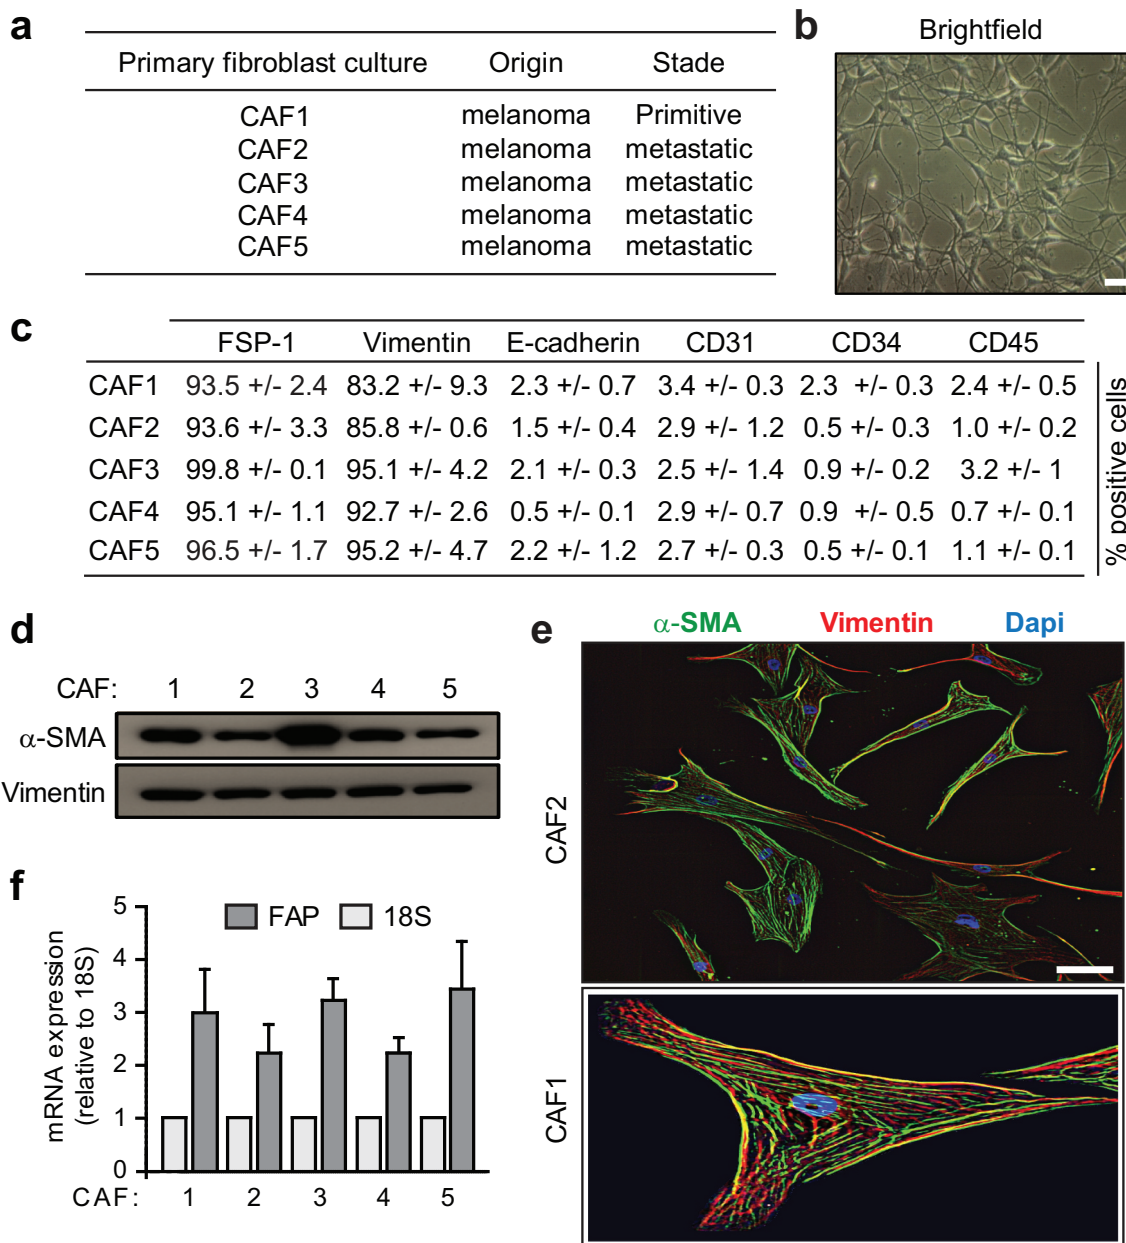 a
Primary fibroblast culture Origin Stade
CAF1 melanoma Primitive
CAF2 melanoma metastatic
CAF3 melanoma metastatic
CAF4 melanoma metastatic
CAF5 melanoma metastatic
b
Brightfield
c
FSP-1 Vimentin E-cadherin CD31 CD34 CD45
CAF1 93.5 +/- 2.4 83.2 +/- 9.3 2.3 +/- 0.7 3.4 +/- 0.3 2.3 +/- 0.3 2.4 +/- 0.5
CAF2 93.6 +/- 3.3 85.8 +/- 0.6 1.5 +/- 0.4 2.9 +/- 1.2 0.5 +/- 0.3 1.0 +/- 0.2
CAF3 99.8 +/- 0.1 95.1 +/- 4.2 2.1 +/- 0.3 2.5 +/- 1.4 0.9 +/- 0.2 3.2 +/- 1
CAF4 95.1 +/- 1.1 92.7 +/- 2.6 0.5 +/- 0.1 2.9 +/- 0.7 0.9 +/- 0.5 0.7 +/- 0.1
CAF5 96.5 +/- 1.7 95.2 +/- 4.7 2.2 +/- 1.2 2.7 +/- 0.3 0.5 +/- 0.1 1.1 +/- 0.1
% positive cells
d
CAF: 1 2 3 4 5
α-SMA
Vimentin
e
α-SMA Vimentin Dapi
CAF2
CAF1
f
mRNA expression
(relative to 18S)
FAP 18S
5
4
3
2
1
0
CAF: 1 2 3 4 5